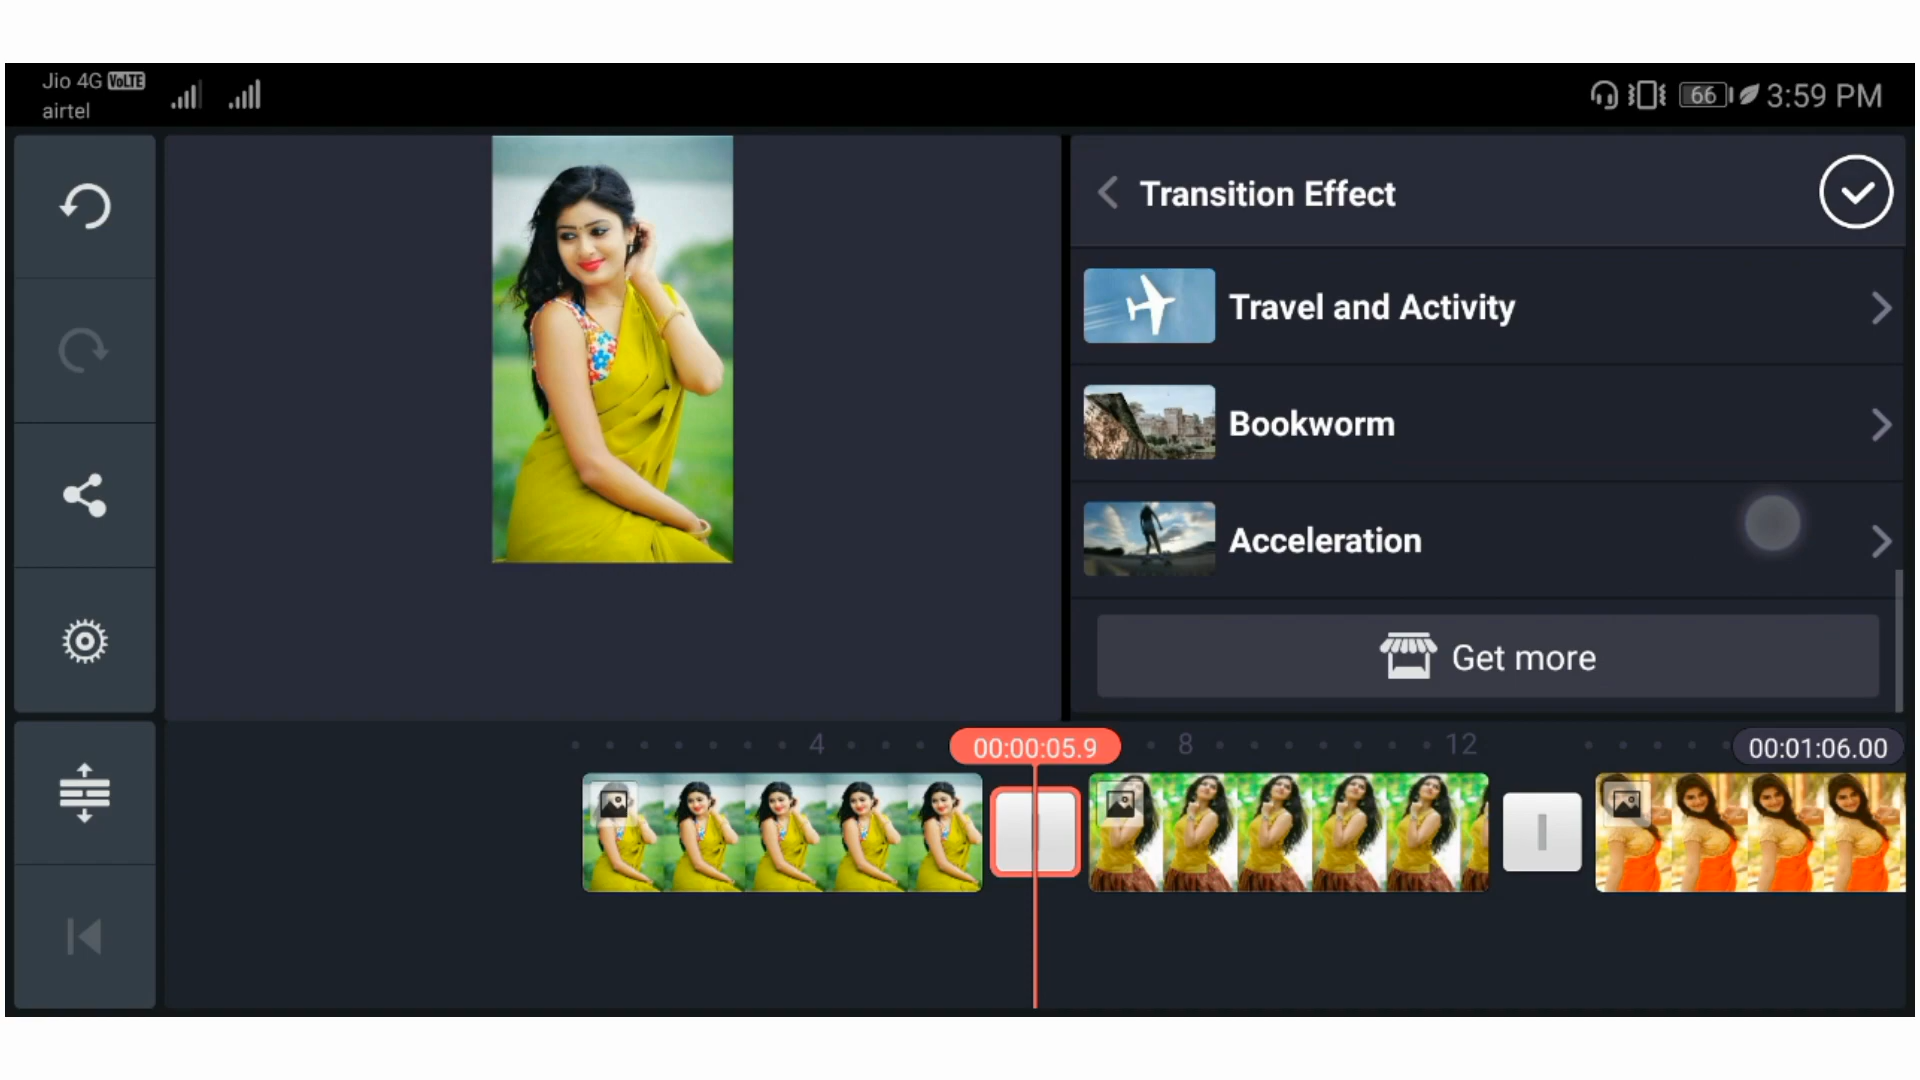 Jio 4G VoLTE
airtel
66 3:59 PM
Transition Effect
Travel and Activity
Bookworm
Acceleration
Get more
4 00:00:05.9 8 12 00:01:06.00